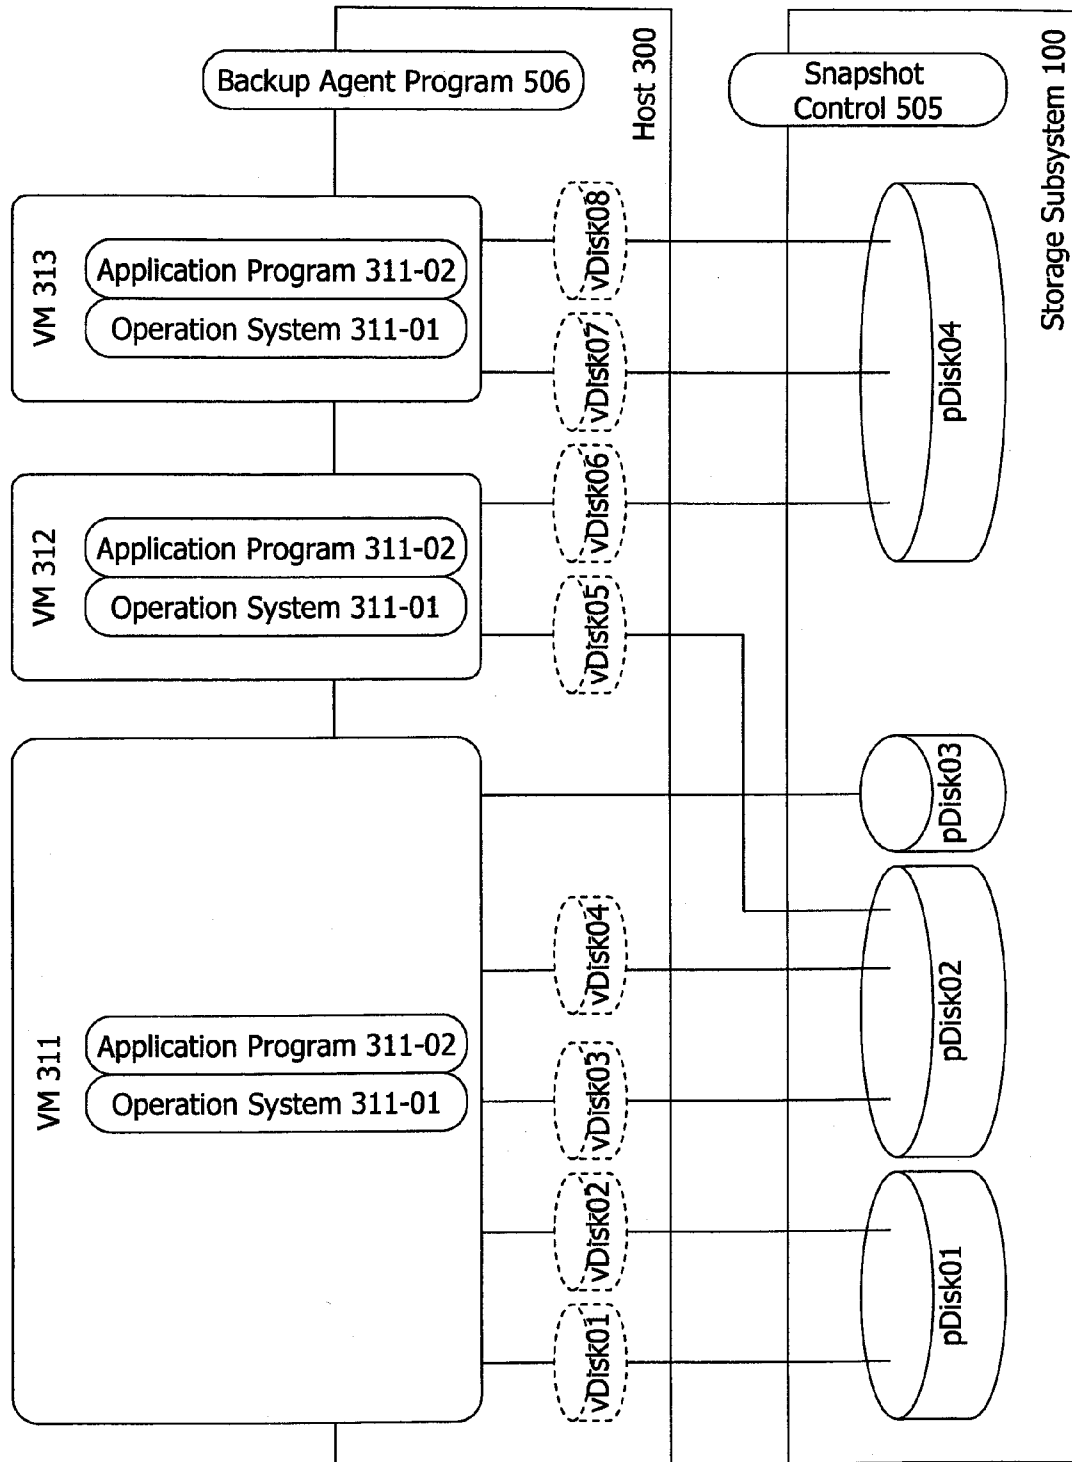 Backup Agent Program 506
Host 300
Snapshot
Control 505
Storage Subsystem 100
VM 313
Application Program 311-02
Operation System 311-01
vDisk08
vDisk07
pDisk04
VM 312
Application Program 311-02
Operation System 311-01
vDisk06
vDisk05
VM 311
Application Program 311-02
Operation System 311-01
vDisk04
vDisk03
vDisk02
vDisk01
pDisk03
pDisk02
pDisk01